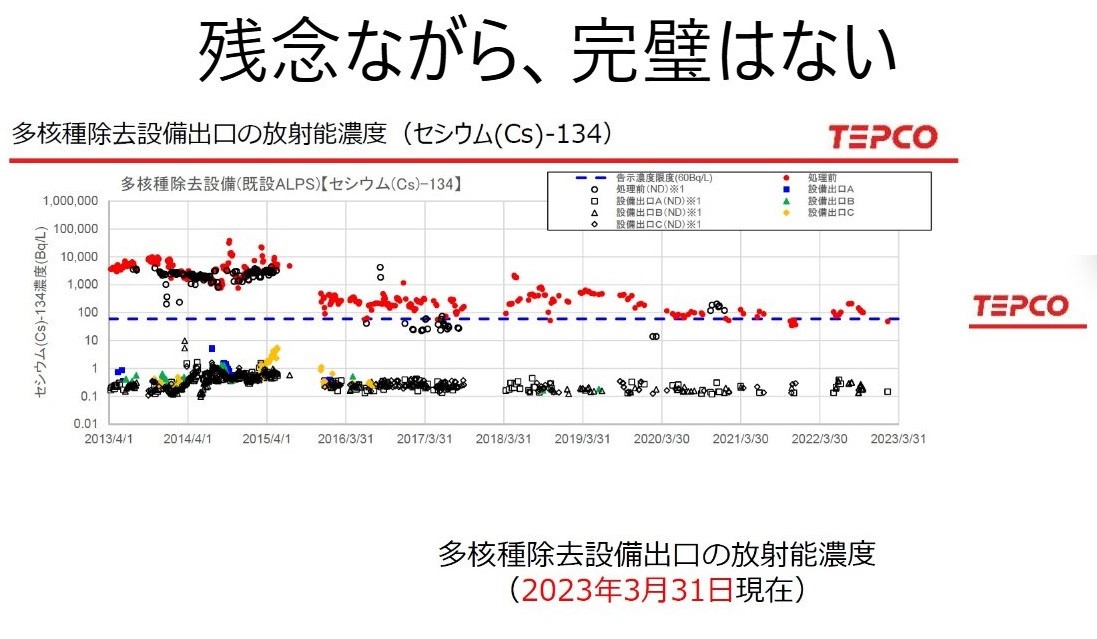 残念ながら、完璧はない
多核種除去設備出口の放射能濃度（セシウム(Cs)-134）
TEPCO
多核種除去設備(既設ALPS)【セシウム(Cs)-134】
告示濃度限度(60Bq/L)
処理前
処理前(ND)※1
設備出口A
設備出口A(ND)※1
設備出口B
設備出口B(ND)※1
設備出口C
設備出口C(ND)※1
セシウム(Cs)-134濃度(Bq/L)
1,000,000
100,000
10,000
1,000
100
10
1
0.1
0.01
2013/4/1 2014/4/1 2015/4/1 2016/3/31 2017/3/31 2018/3/31 2019/3/31 2020/3/30 2021/3/30 2022/3/30 2023/3/31
TEPCO
多核種除去設備出口の放射能濃度
（2023年3月31日現在）